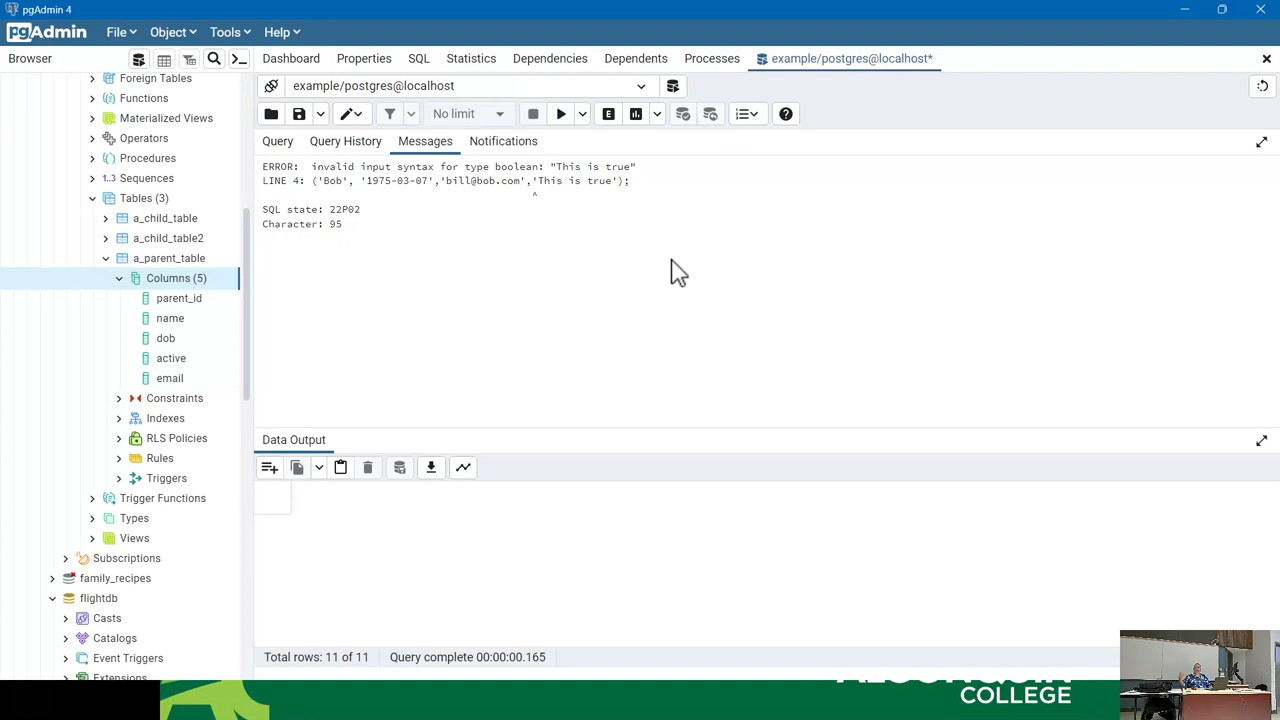 pgAdmin 4
pgAdmin File Object Tools Help
Browser
Dashboard Properties SQL Statistics Dependencies Dependents Processes example/postgres@localhost*
example/postgres@localhost
No limit
Query Query History Messages Notifications
ERROR:  invalid input syntax for type boolean: "This is true"
LINE 4: ('Bob', '1975-03-07','bill@bob.com','This is true');
^
SQL state: 22P02
Character: 95
Foreign Tables
Functions
Materialized Views
Operators
Procedures
1..3 Sequences
Tables (3)
a_child_table
a_child_table2
a_parent_table
Columns (5)
parent_id
name
dob
active
email
Constraints
Indexes
RLS Policies
Rules
Triggers
Trigger Functions
Types
Views
Subscriptions
family_recipes
flightdb
Casts
Catalogs
Event Triggers
Extensions
Data Output
Total rows: 11 of 11 Query complete 00:00:00.165
ALGONQUIN
COLLEGE